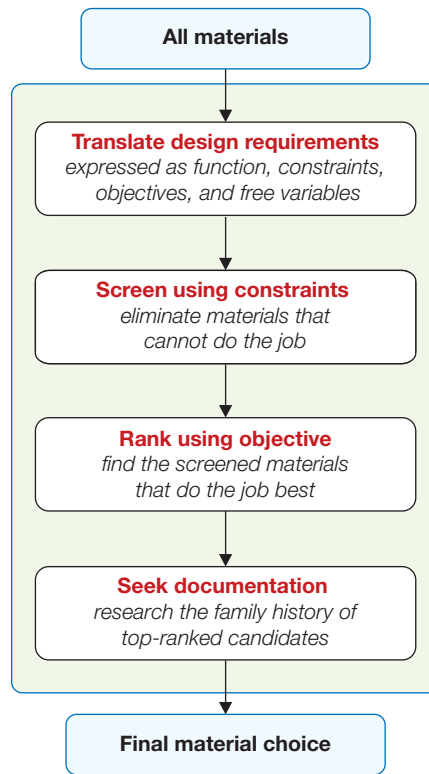 All materials
Translate design requirements
expressed as function, constraints,
objectives, and free variables
Screen using constraints
eliminate materials that
cannot do the job
Rank using objective
find the screened materials
that do the job best
Seek documentation
research the family history of
top-ranked candidates
Final material choice